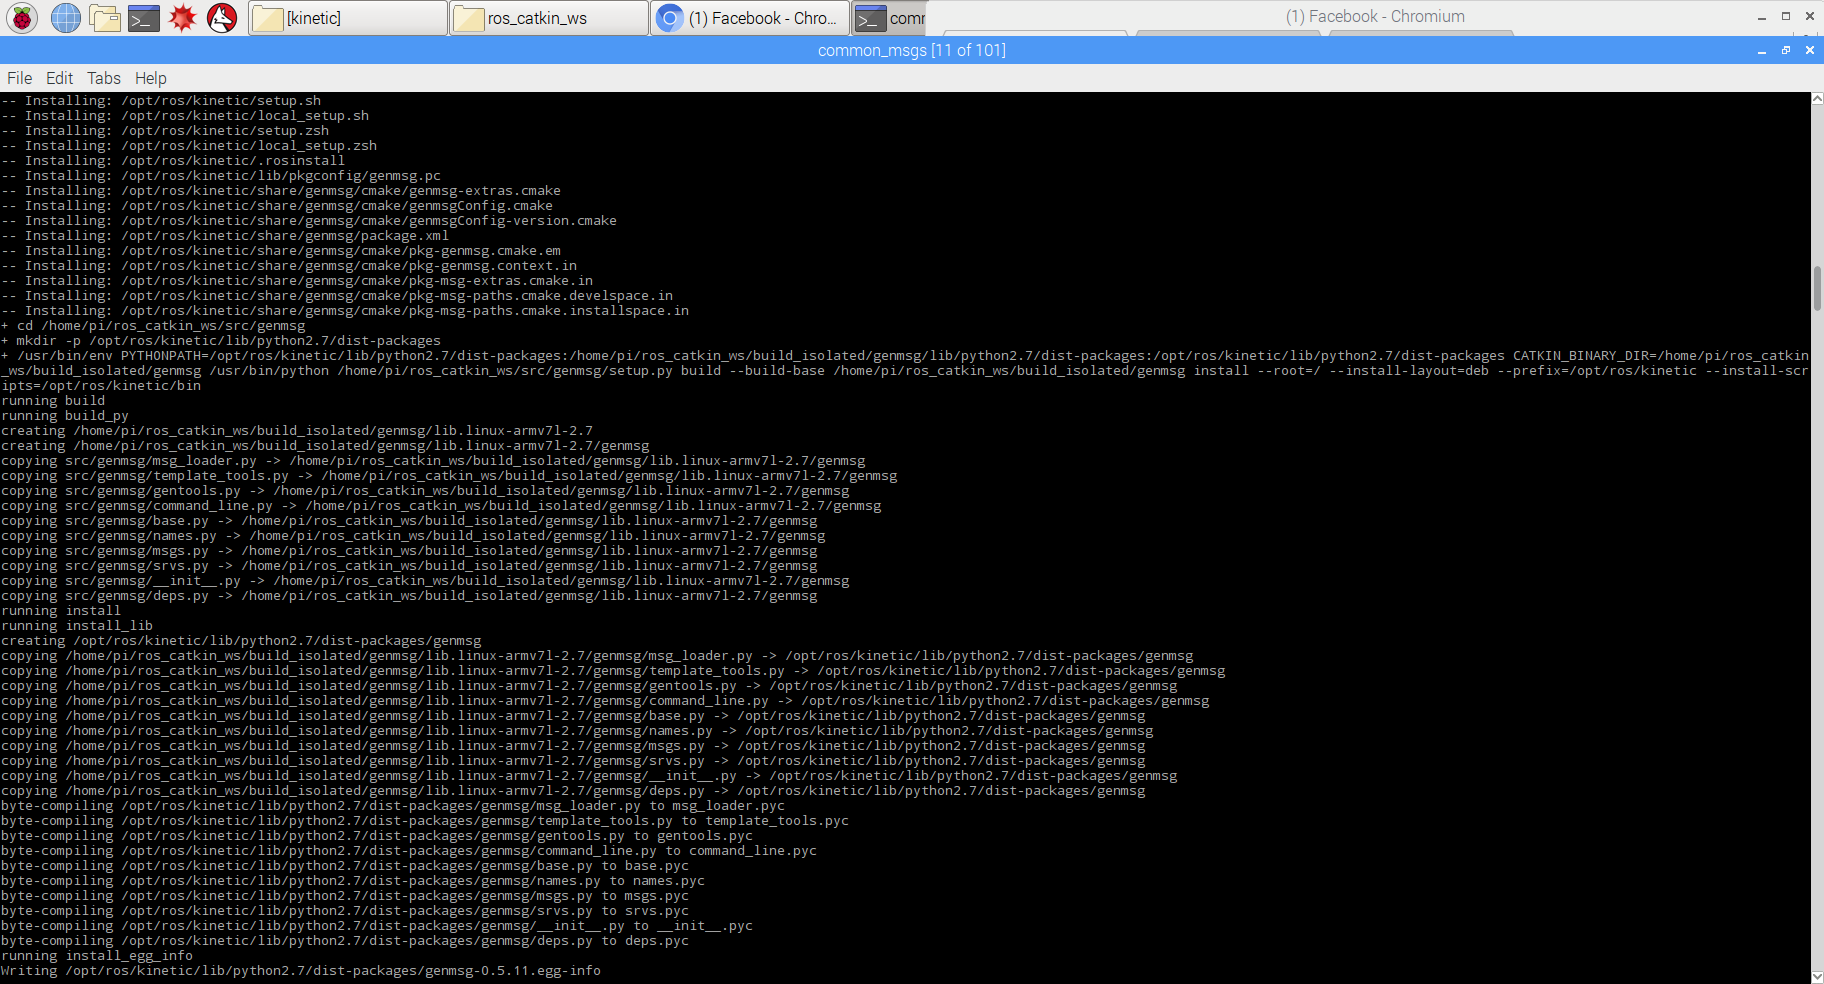 [kinetic]
ros_catkin_ws
(1) Facebook - Chro...
comm
(1) Facebook - Chromium
common_msgs [11 of 101]
File Edit Tabs Help
-- Installing: /opt/ros/kinetic/setup.sh
-- Installing: /opt/ros/kinetic/local_setup.sh
-- Installing: /opt/ros/kinetic/setup.zsh
-- Installing: /opt/ros/kinetic/local_setup.zsh
-- Installing: /opt/ros/kinetic/.rosinstall
-- Installing: /opt/ros/kinetic/lib/pkgconfig/genmsg.pc
-- Installing: /opt/ros/kinetic/share/genmsg/cmake/genmsg-extras.cmake
-- Installing: /opt/ros/kinetic/share/genmsg/cmake/genmsgConfig.cmake
-- Installing: /opt/ros/kinetic/share/genmsg/cmake/genmsgConfig-version.cmake
-- Installing: /opt/ros/kinetic/share/genmsg/package.xml
-- Installing: /opt/ros/kinetic/share/genmsg/cmake/pkg-genmsg.cmake.em
-- Installing: /opt/ros/kinetic/share/genmsg/cmake/pkg-genmsg.context.in
-- Installing: /opt/ros/kinetic/share/genmsg/cmake/pkg-msg-extras.cmake.in
-- Installing: /opt/ros/kinetic/share/genmsg/cmake/pkg-msg-paths.cmake.develspace.in
-- Installing: /opt/ros/kinetic/share/genmsg/cmake/pkg-msg-paths.cmake.installspace.in
+ cd /home/pi/ros_catkin_ws/src/genmsg
+ mkdir -p /opt/ros/kinetic/lib/python2.7/dist-packages
+ /usr/bin/env PYTHONPATH=/opt/ros/kinetic/lib/python2.7/dist-packages:/home/pi/ros_catkin_ws/build_isolated/genmsg/lib/python2.7/dist-packages:/opt/ros/kinetic/lib/python2.7/dist-packages CATKIN_BINARY_DIR=/home/pi/ros_catkin
_ws/build_isolated/genmsg /usr/bin/python /home/pi/ros_catkin_ws/src/genmsg/setup.py build --build-base /home/pi/ros_catkin_ws/build_isolated/genmsg install --root=/ --install-layout=deb --prefix=/opt/ros/kinetic --install-scr
ipts=/opt/ros/kinetic/bin
running build
running build_py
creating /home/pi/ros_catkin_ws/build_isolated/genmsg/lib.linux-armv7l-2.7
creating /home/pi/ros_catkin_ws/build_isolated/genmsg/lib.linux-armv7l-2.7/genmsg
copying src/genmsg/msg_loader.py -> /home/pi/ros_catkin_ws/build_isolated/genmsg/lib.linux-armv7l-2.7/genmsg
copying src/genmsg/template_tools.py -> /home/pi/ros_catkin_ws/build_isolated/genmsg/lib.linux-armv7l-2.7/genmsg
copying src/genmsg/gentools.py -> /home/pi/ros_catkin_ws/build_isolated/genmsg/lib.linux-armv7l-2.7/genmsg
copying src/genmsg/command_line.py -> /home/pi/ros_catkin_ws/build_isolated/genmsg/lib.linux-armv7l-2.7/genmsg
copying src/genmsg/base.py -> /home/pi/ros_catkin_ws/build_isolated/genmsg/lib.linux-armv7l-2.7/genmsg
copying src/genmsg/names.py -> /home/pi/ros_catkin_ws/build_isolated/genmsg/lib.linux-armv7l-2.7/genmsg
copying src/genmsg/msgs.py -> /home/pi/ros_catkin_ws/build_isolated/genmsg/lib.linux-armv7l-2.7/genmsg
copying src/genmsg/srvs.py -> /home/pi/ros_catkin_ws/build_isolated/genmsg/lib.linux-armv7l-2.7/genmsg
copying src/genmsg/__init__.py -> /home/pi/ros_catkin_ws/build_isolated/genmsg/lib.linux-armv7l-2.7/genmsg
copying src/genmsg/deps.py -> /home/pi/ros_catkin_ws/build_isolated/genmsg/lib.linux-armv7l-2.7/genmsg
running install
running install_lib
creating /opt/ros/kinetic/lib/python2.7/dist-packages/genmsg
copying /home/pi/ros_catkin_ws/build_isolated/genmsg/lib.linux-armv7l-2.7/genmsg/msg_loader.py -> /opt/ros/kinetic/lib/python2.7/dist-packages/genmsg
copying /home/pi/ros_catkin_ws/build_isolated/genmsg/lib.linux-armv7l-2.7/genmsg/template_tools.py -> /opt/ros/kinetic/lib/python2.7/dist-packages/genmsg
copying /home/pi/ros_catkin_ws/build_isolated/genmsg/lib.linux-armv7l-2.7/genmsg/gentools.py -> /opt/ros/kinetic/lib/python2.7/dist-packages/genmsg
copying /home/pi/ros_catkin_ws/build_isolated/genmsg/lib.linux-armv7l-2.7/genmsg/command_line.py -> /opt/ros/kinetic/lib/python2.7/dist-packages/genmsg
copying /home/pi/ros_catkin_ws/build_isolated/genmsg/lib.linux-armv7l-2.7/genmsg/base.py -> /opt/ros/kinetic/lib/python2.7/dist-packages/genmsg
copying /home/pi/ros_catkin_ws/build_isolated/genmsg/lib.linux-armv7l-2.7/genmsg/names.py -> /opt/ros/kinetic/lib/python2.7/dist-packages/genmsg
copying /home/pi/ros_catkin_ws/build_isolated/genmsg/lib.linux-armv7l-2.7/genmsg/msgs.py -> /opt/ros/kinetic/lib/python2.7/dist-packages/genmsg
copying /home/pi/ros_catkin_ws/build_isolated/genmsg/lib.linux-armv7l-2.7/genmsg/srvs.py -> /opt/ros/kinetic/lib/python2.7/dist-packages/genmsg
copying /home/pi/ros_catkin_ws/build_isolated/genmsg/lib.linux-armv7l-2.7/genmsg/__init__.py -> /opt/ros/kinetic/lib/python2.7/dist-packages/genmsg
copying /home/pi/ros_catkin_ws/build_isolated/genmsg/lib.linux-armv7l-2.7/genmsg/deps.py -> /opt/ros/kinetic/lib/python2.7/dist-packages/genmsg
byte-compiling /opt/ros/kinetic/lib/python2.7/dist-packages/genmsg/msg_loader.py to msg_loader.pyc
byte-compiling /opt/ros/kinetic/lib/python2.7/dist-packages/genmsg/template_tools.py to template_tools.pyc
byte-compiling /opt/ros/kinetic/lib/python2.7/dist-packages/genmsg/gentools.py to gentools.pyc
byte-compiling /opt/ros/kinetic/lib/python2.7/dist-packages/genmsg/command_line.py to command_line.pyc
byte-compiling /opt/ros/kinetic/lib/python2.7/dist-packages/genmsg/base.py to base.pyc
byte-compiling /opt/ros/kinetic/lib/python2.7/dist-packages/genmsg/names.py to names.pyc
byte-compiling /opt/ros/kinetic/lib/python2.7/dist-packages/genmsg/msgs.py to msgs.pyc
byte-compiling /opt/ros/kinetic/lib/python2.7/dist-packages/genmsg/srvs.py to srvs.pyc
byte-compiling /opt/ros/kinetic/lib/python2.7/dist-packages/genmsg/__init__.py to __init__.pyc
byte-compiling /opt/ros/kinetic/lib/python2.7/dist-packages/genmsg/deps.py to deps.pyc
running install_egg_info
Writing /opt/ros/kinetic/lib/python2.7/dist-packages/genmsg-0.5.11.egg-info